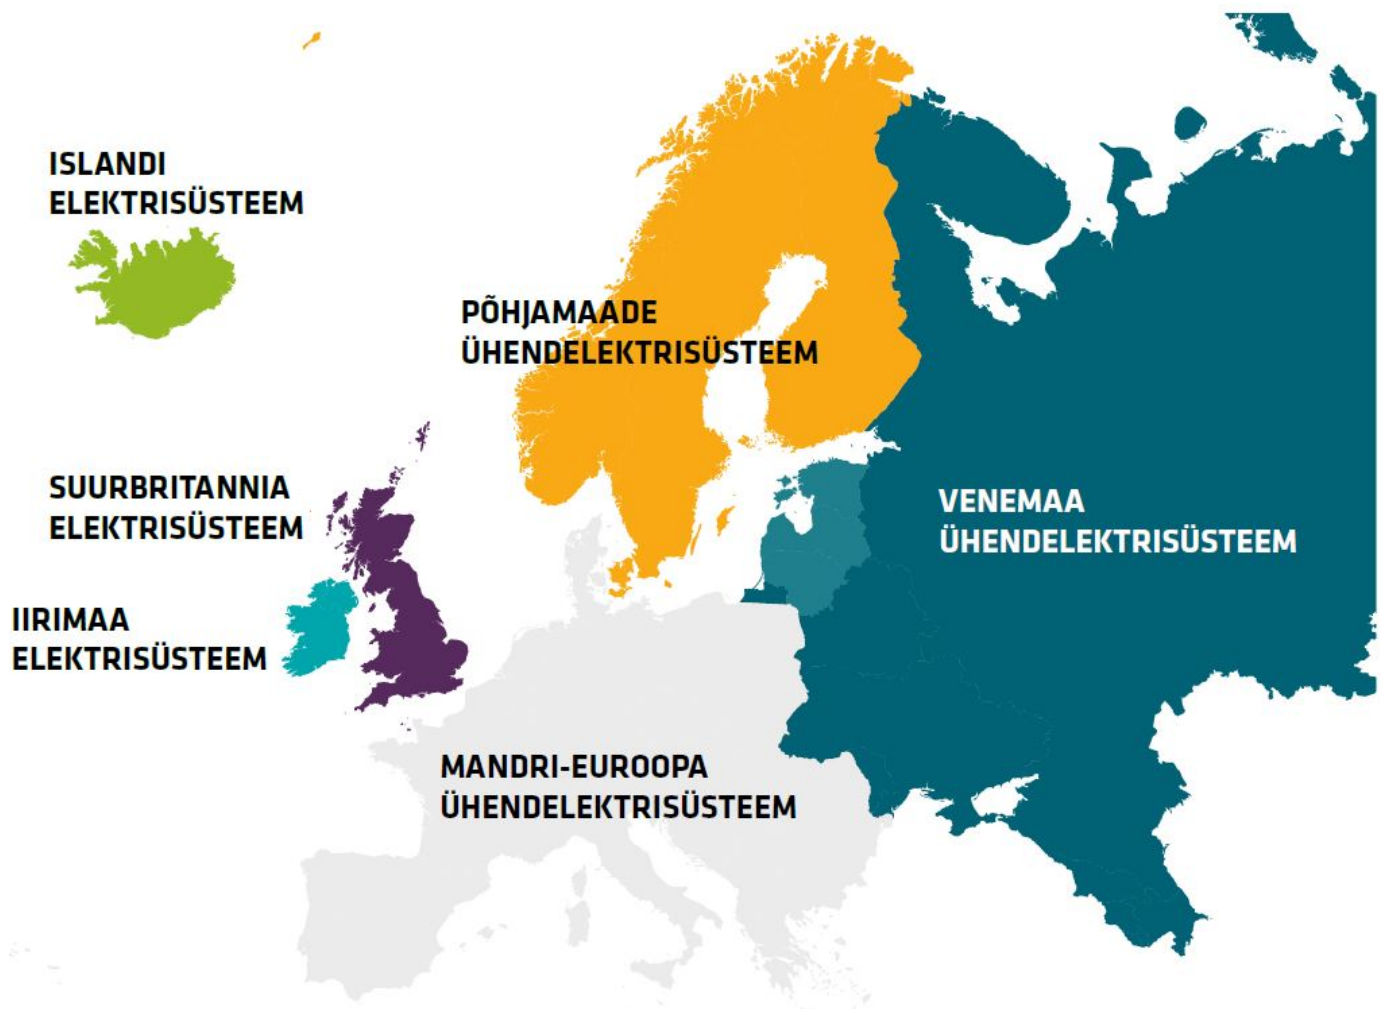 ISLANDI
ELEKTRISÜSTEEM
PÕHJAMAADE
ÜHENDELEKTRISÜSTEEM
SUURBRITANNIA
ELEKTRISÜSTEEM
VENEMAA
ÜHENDELEKTRISÜSTEEM
IIRIMAA
ELEKTRISÜSTEEM
MANDRI-EUROOPA
ÜHENDELEKTRISÜSTEEM